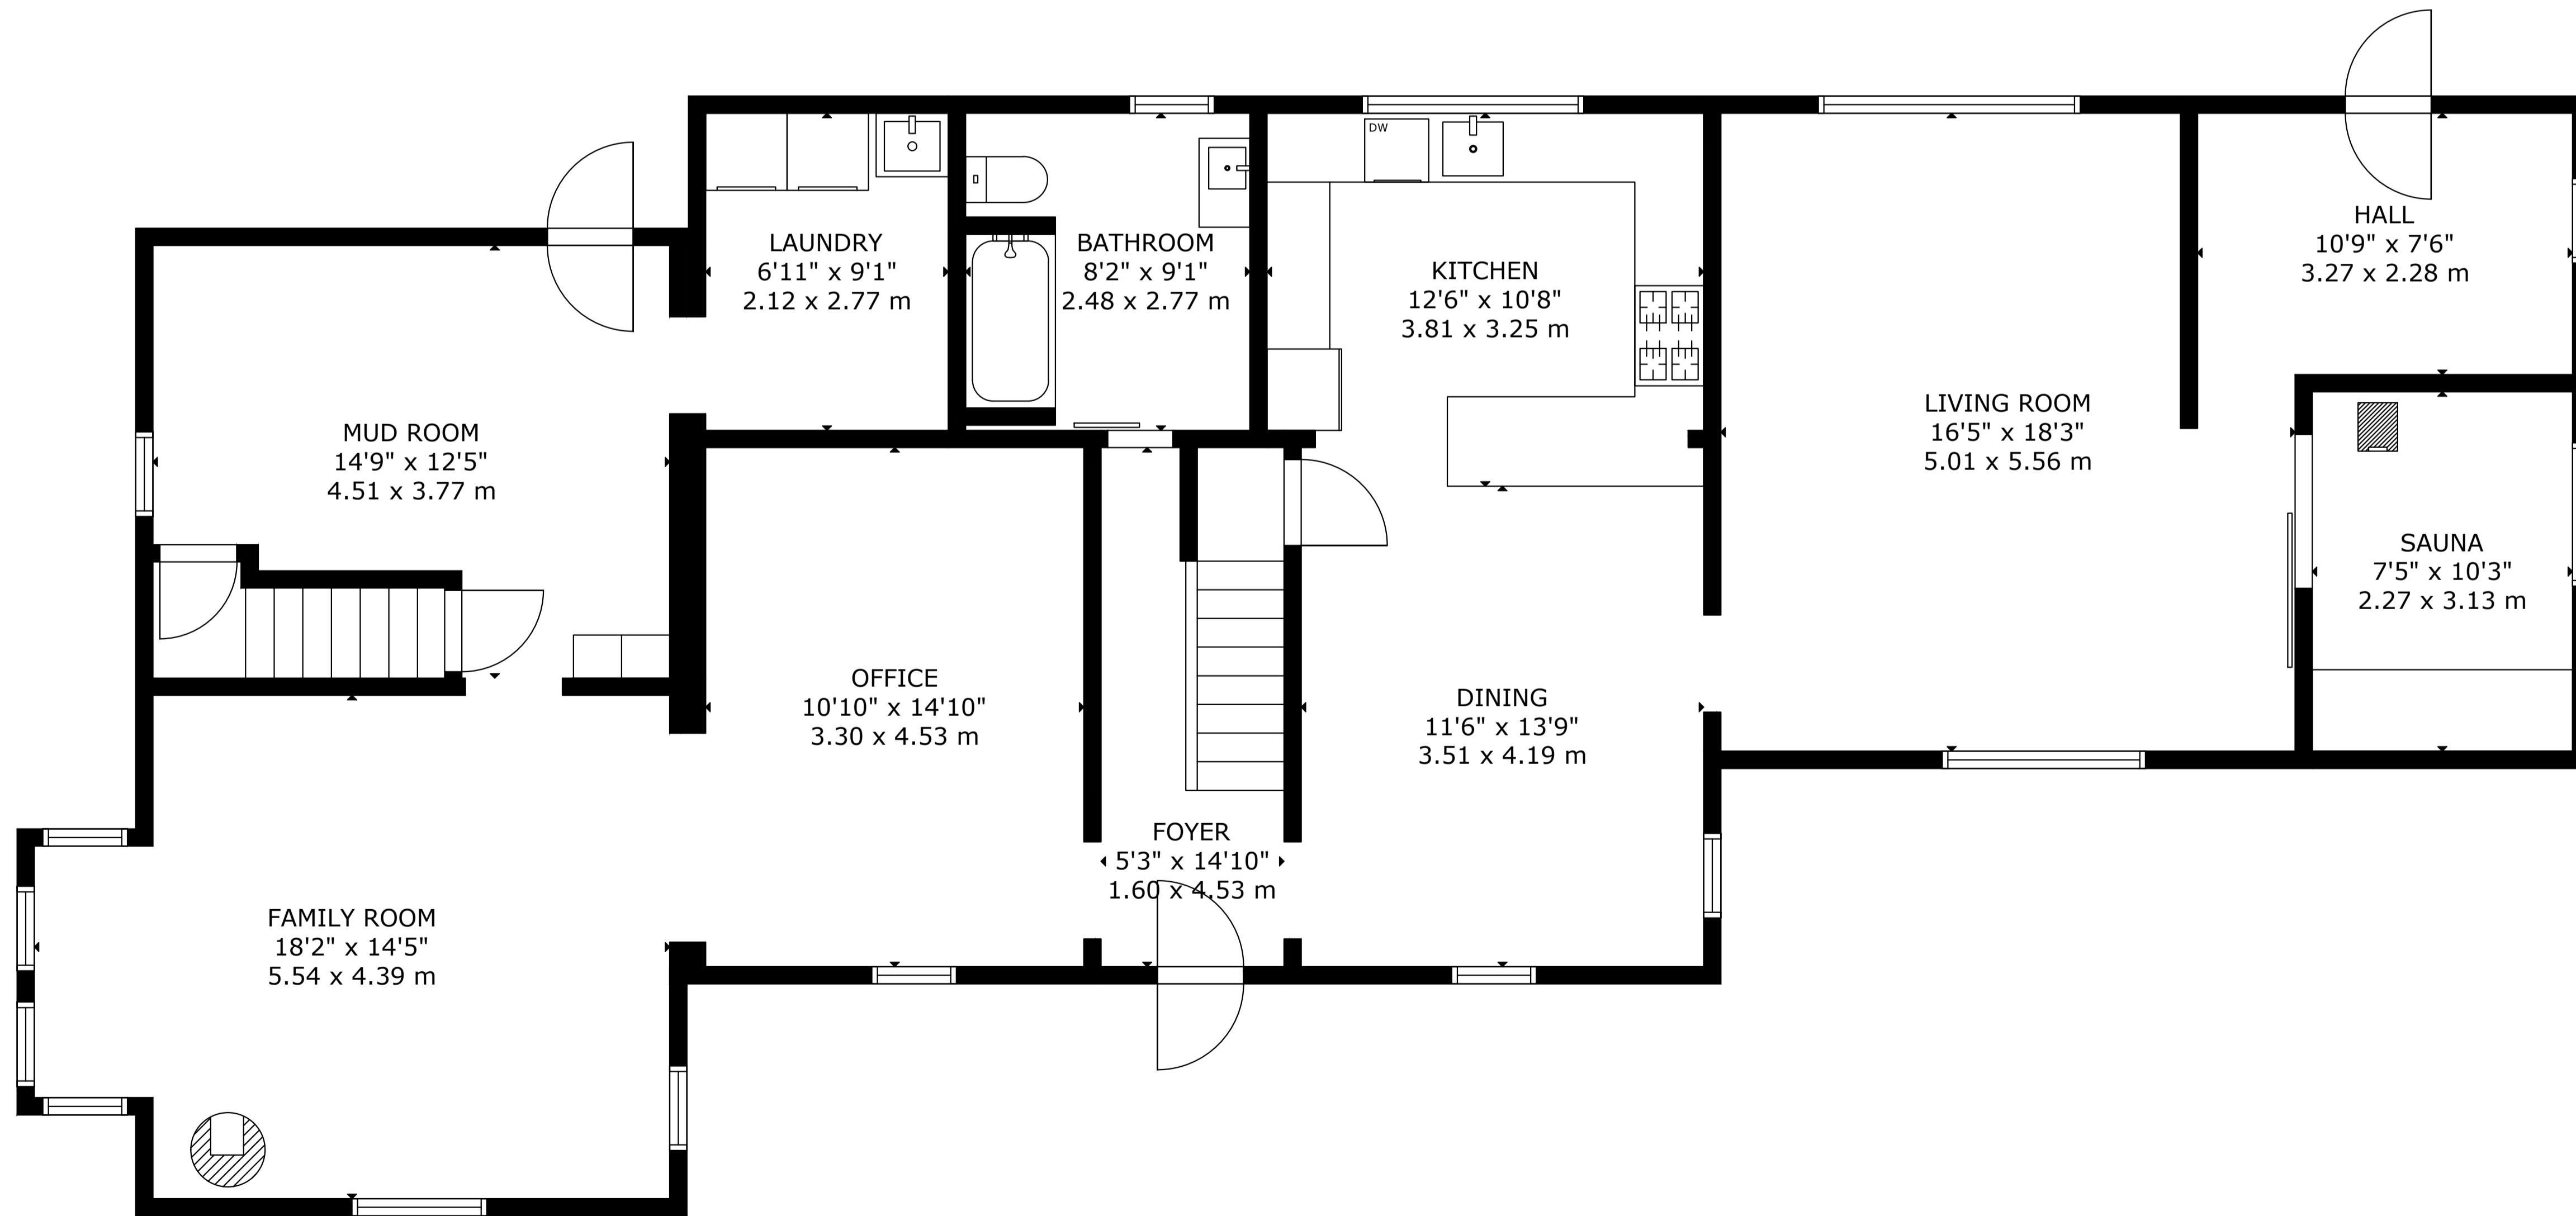 DW
HALL
10'9" x 7'6"
3.27 x 2.28 m
LAUNDRY
6'11" x 9'1"
2.12 x 2.77 m
BATHROOM
8'2" x 9'1"
2.48 x 2.77 m
KITCHEN
12'6" x 10'8"
3.81 x 3.25 m
LIVING ROOM
16'5" x 18'3"
5.01 x 5.56 m
MUD ROOM
14'9" x 12'5"
4.51 x 3.77 m
SAUNA
7'5" x 10'3"
2.27 x 3.13 m
OFFICE
10'10" x 14'10"
3.30 x 4.53 m
DINING
11'6" x 13'9"
3.51 x 4.19 m
FOYER
5'3" x 14'10"
1.60 x 4.53 m
FAMILY ROOM
18'2" x 14'5"
5.54 x 4.39 m